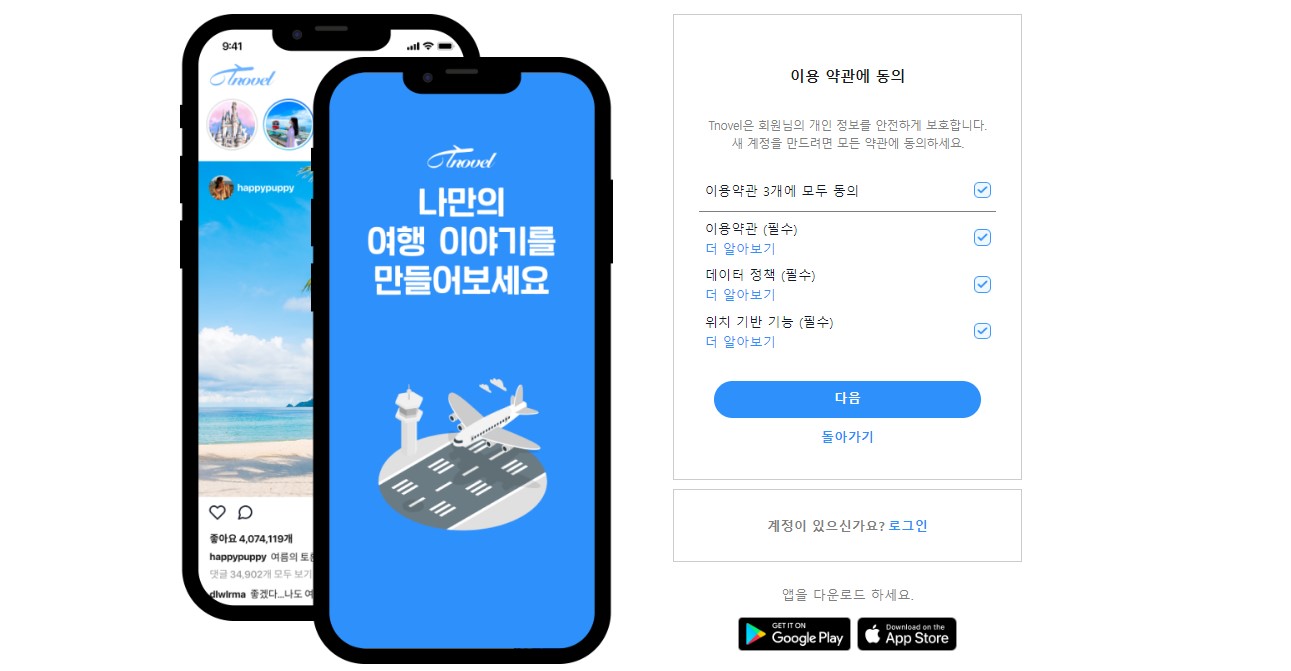 9:41
Tnovel
happypuppy
좋아요 4,074,119개
happypuppy 여름의
댓글 34,902개 모두 보기
dlwlrma 좋겠다...나도 여
Tnovel
나만의
여행 이야기를
만들어보세요
이용 약관에 동의
Tnovel은 회원님의 개인 정보를 안전하게 보호합니다.
새 계정을 만드려면 모든 약관에 동의하세요.
이용약관 3개에 모두 동의
이용약관 (필수)
더 알아보기
데이터 정책 (필수)
더 알아보기
위치 기반 기능 (필수)
더 알아보기
다음
돌아가기
계정이 있으신가요? 로그인
앱을 다운로드 하세요.
GET IT ON
Google Play
Download on the
App Store